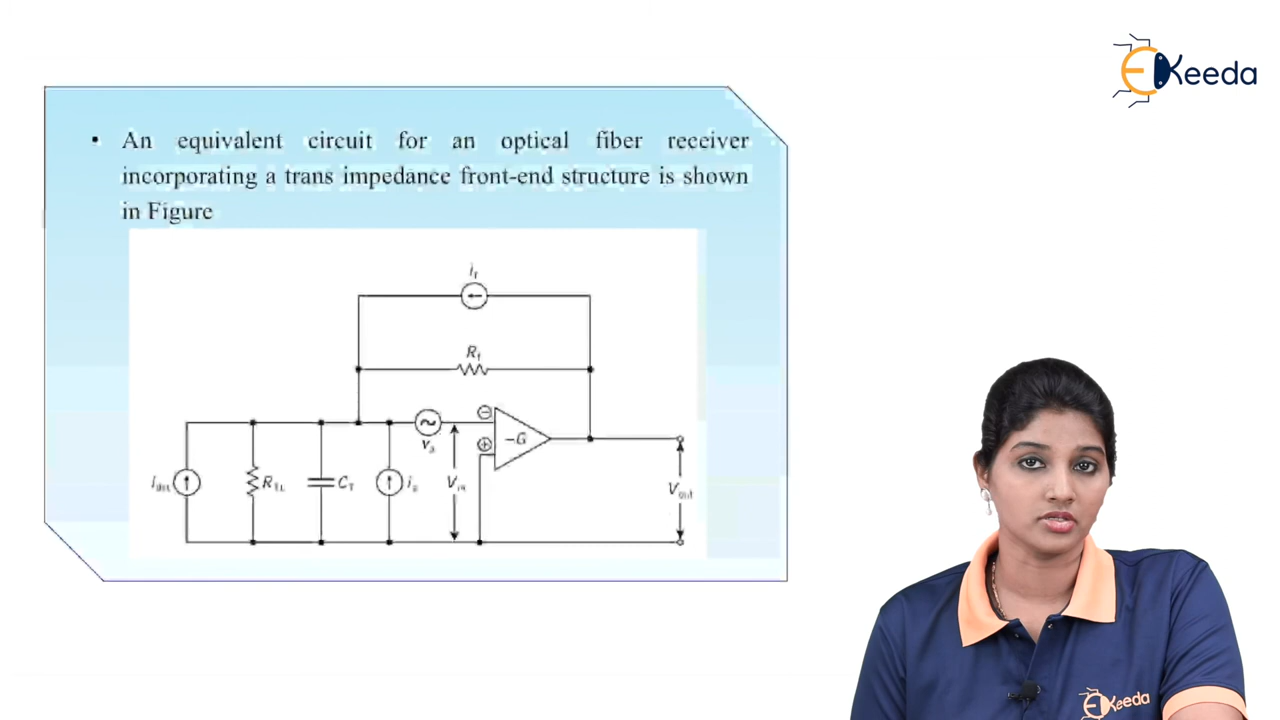 EKeeda
• An equivalent circuit for an optical fiber receiver
incorporating a trans impedance front-end structure is shown
in Figure
i_f
R_f
v_a
−G
R_TL
C_T
V_in
V_out
EKeeda